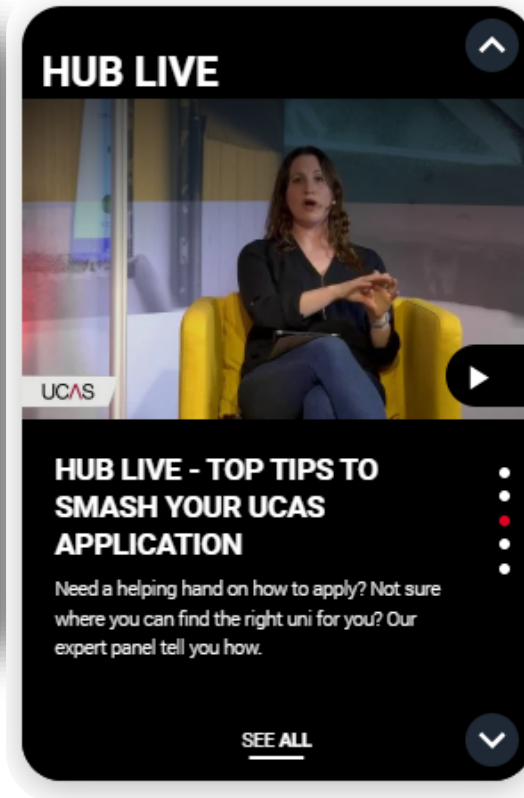 HUB LIVE
UCAS
HUB LIVE - TOP TIPS TO
SMASH YOUR UCAS
APPLICATION
Need a helping hand on how to apply? Not sure
where you can find the right uni for you? Our
expert panel tell you how.
SEE ALL